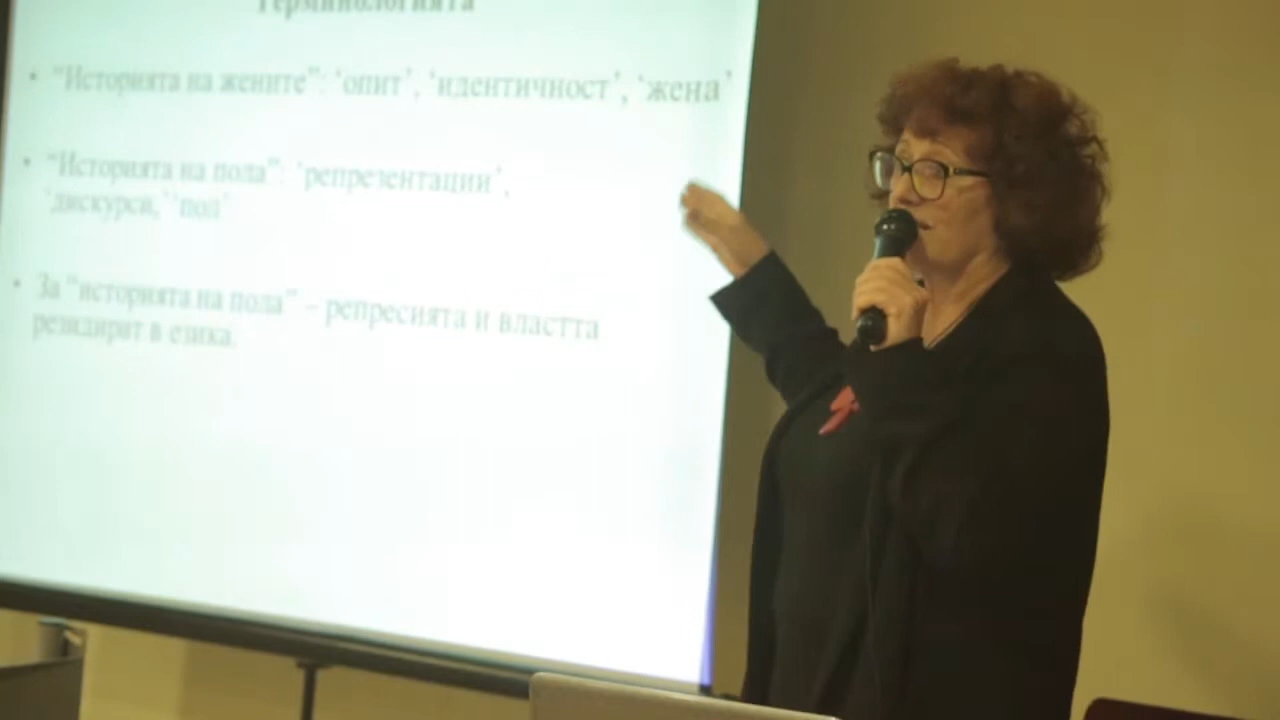 Терминологията
• “Историята на жените”: ‘опит’, ‘идентичност’, ‘жена’
• “Историята на пола”: ‘репрезентации’,
‘дискурси,’ ‘пол’
• За “историята на пола” – репресията и властта
резидират в езика.